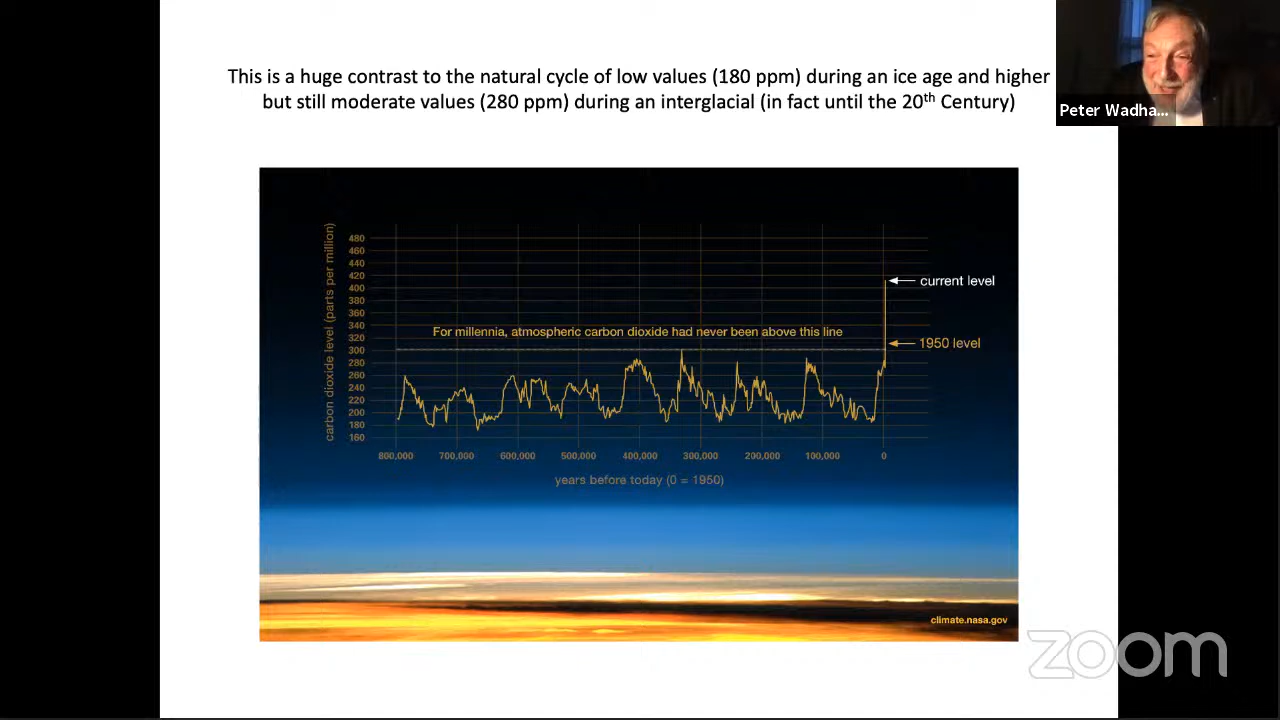 This is a huge contrast to the natural cycle of low values (180 ppm) during an ice age and higher
but still moderate values (280 ppm) during an interglacial (in fact until the 20th Century)
Peter Wadha...
carbon dioxide level (parts per million)
480
460
440
420
400
380
360
340
320
300
280
260
240
220
200
180
160
current level
For millennia, atmospheric carbon dioxide had never been above this line
1950 level
800,000 700,000 600,000 500,000 400,000 300,000 200,000 100,000 0
years before today (0 = 1950)
climate.nasa.gov
zoom